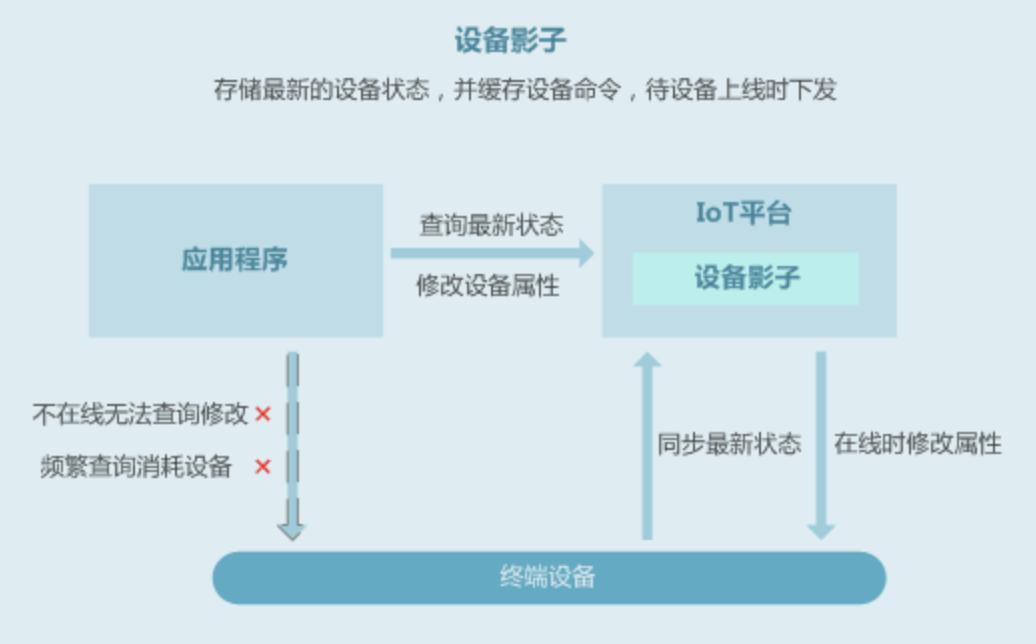 设备影子
存储最新的设备状态，并缓存设备命令，待设备上线时下发
应用程序
查询最新状态
修改设备属性
IoT平台
设备影子
不在线无法查询修改
频繁查询消耗设备
同步最新状态
在线时修改属性
终端设备